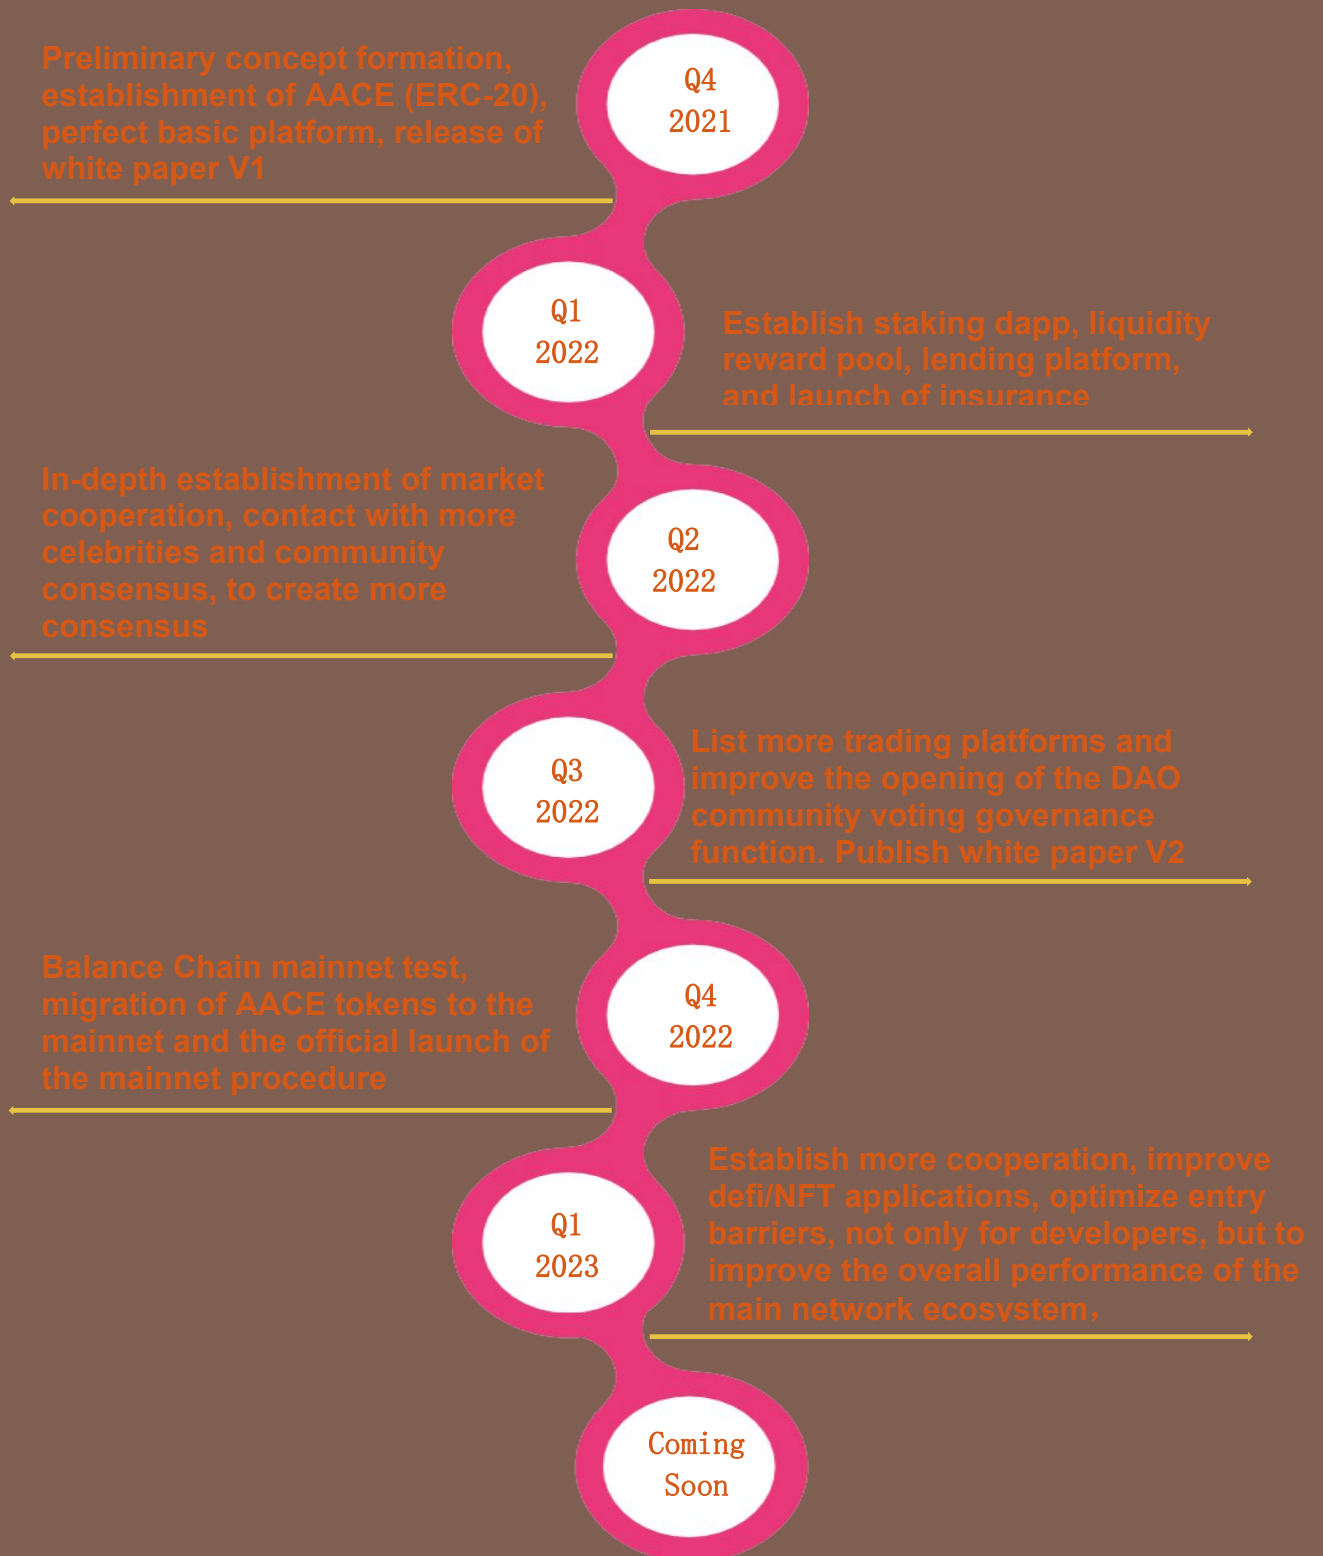 Q4
2021
Preliminary concept formation,
establishment of AACE (ERC-20),
perfect basic platform, release of
white paper V1
Q1
2022
Establish staking dapp, liquidity
reward pool, lending platform,
and launch of insurance
Q2
2022
In-depth establishment of market
cooperation, contact with more
celebrities and community
consensus, to create more
consensus
Q3
2022
List more trading platforms and
improve the opening of the DAO
community voting governance
function. Publish white paper V2
Q4
2022
Balance Chain mainnet test,
migration of AACE tokens to the
mainnet and the official launch of
the mainnet procedure
Q1
2023
Establish more cooperation, improve
defi/NFT applications, optimize entry
barriers, not only for developers, but to
improve the overall performance of the
main network ecosystem，
Coming
Soon